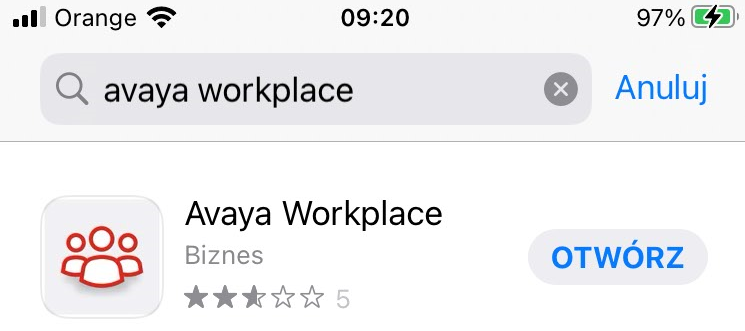 Orange 09:20 97%
avaya workplace Anuluj
Avaya Workplace
Biznes
OTWÓRZ
5